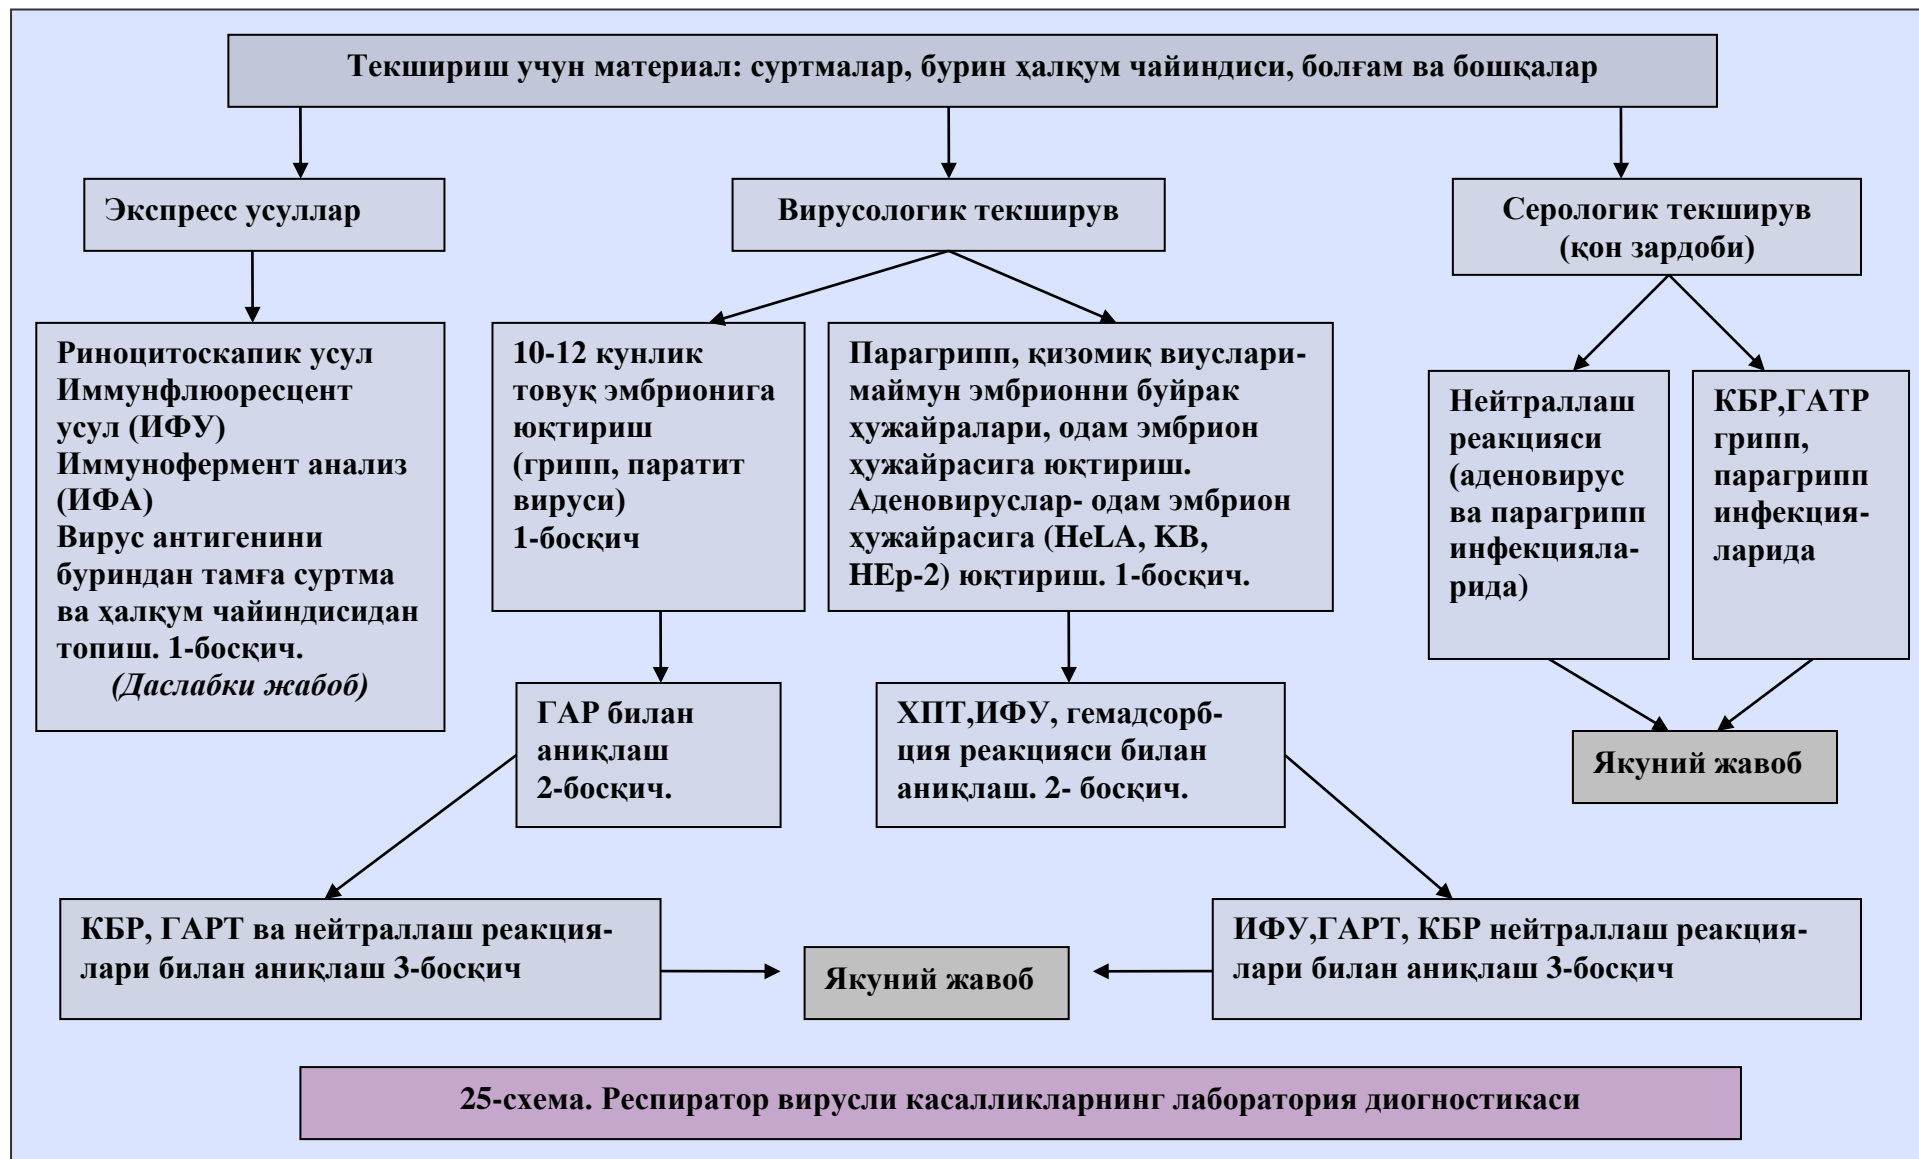 Текшириш учун материал: суртмалар, бурин ҳалқум чайиндиси, болғам ва бошқалар
Экспресс усуллар
Вирусологик текширув
Серологик текширув
(қон зардоби)
Риноцитоскапик усул
Иммунфлюоресцент
усул (ИФУ)
Иммунофермент анализ
(ИФА)
Вирус антигенини
буриндан тамға суртма
ва ҳалқум чайиндисидан
топиш. 1-босқич.
(Даслабки жабоб)
10-12 кунлик
товуқ эмбрионига
юқтириш
(грипп, паратит
вируси)
1-босқич
Парагрипп, қизомиқ виуслари-
маймун эмбрионни буйрак
ҳужайралари, одам эмбрион
ҳужайрасига юқтириш.
Аденовируслар- одам эмбрион
ҳужайрасига (HeLA, KB,
HEp-2) юқтириш. 1-босқич.
Нейтраллаш
реакцияси
(аденовирус
ва парагрипп
инфекцияла-
рида)
КБР,ГАТР
грипп,
парагрипп
инфекция-
ларида
ГАР билан
аниқлаш
2-босқич.
ХПТ,ИФУ, гемадсорб-
ция реакцияси билан
аниқлаш. 2- босқич.
Якуний жавоб
КБР, ГАРТ ва нейтраллаш реакция-
лари билан аниқлаш 3-босқич
Якуний жавоб
ИФУ,ГАРТ, КБР нейтраллаш реакция-
лари билан аниқлаш 3-босқич
25-схема. Респиратор вирусли касалликларнинг лаборатория диогностикаси